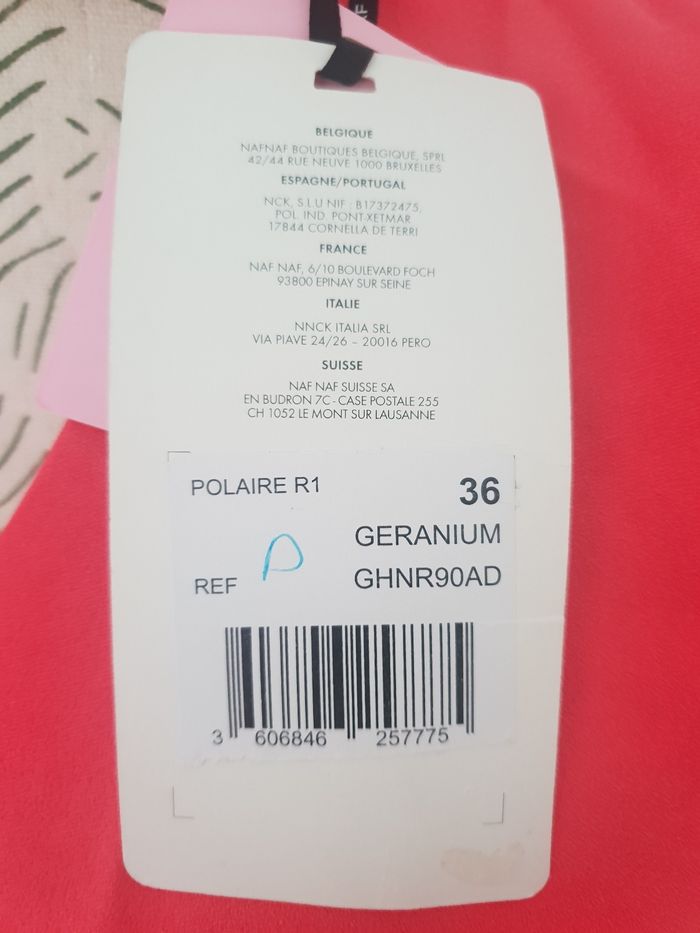 BELGIQUE
NAFNAF BOUTIQUES BELGIQUE, SPRL
42/44 RUE NEUVE 1000 BRUXELLES
ESPAGNE/PORTUGAL
NCK, S.L.U NIF : B17372475,
POL. IND. PONT-XETMAR
17844 CORNELLA DE TERRI
FRANCE
NAF NAF, 6/10 BOULEVARD FOCH
93800 EPINAY SUR SEINE
ITALIE
NNCK ITALIA SRL
VIA PIAVE 24/26 – 20016 PERO
SUISSE
NAF NAF SUISSE SA
EN BUDRON 7C - CASE POSTALE 255
CH 1052 LE MONT SUR LAUSANNE
POLAIRE R1 36
GERANIUM
REF GHNR90AD
3 606846 257775